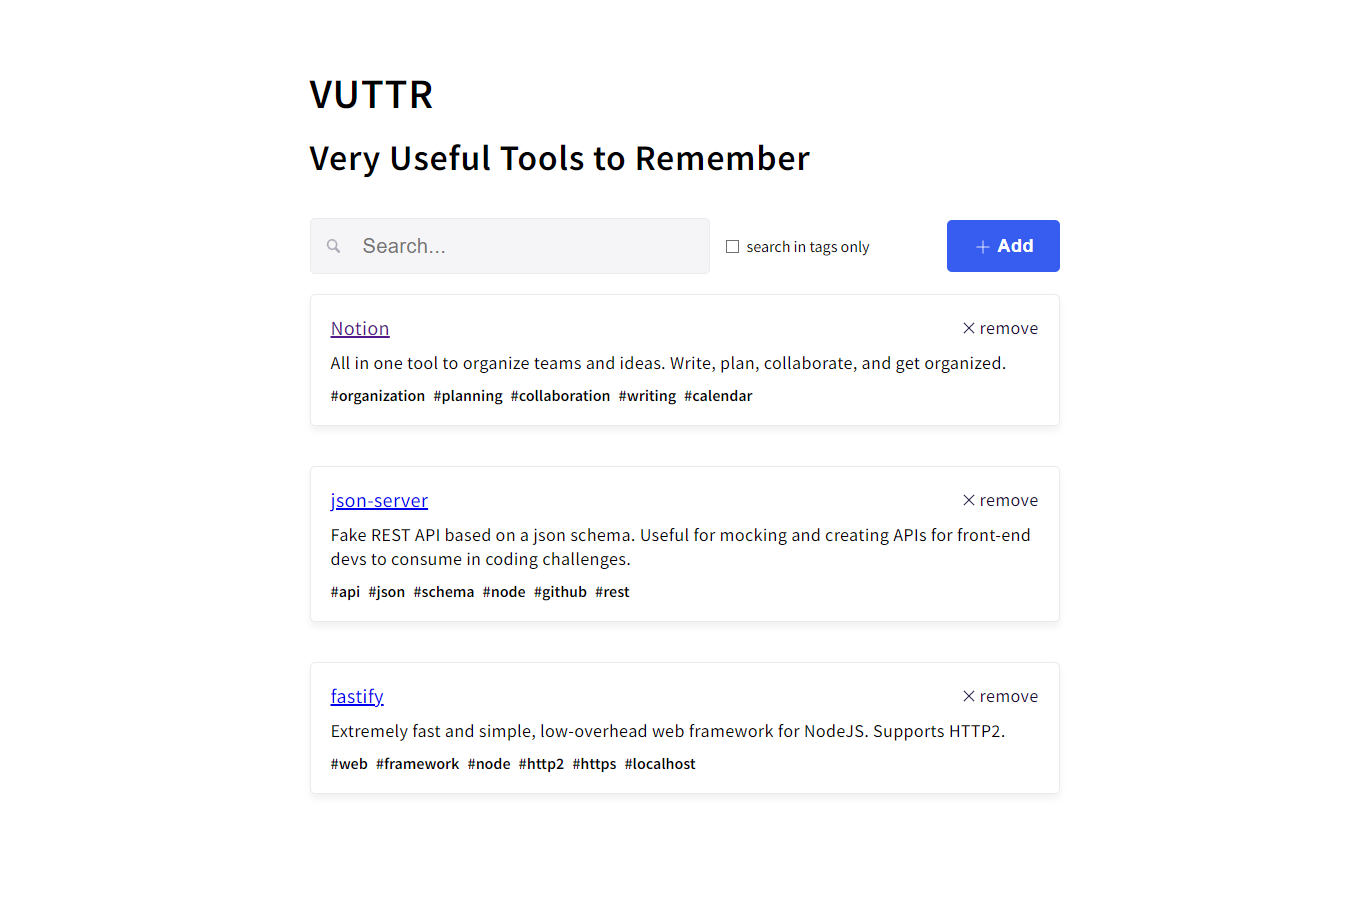 VUTTR
Very Useful Tools to Remember
Search...
search in tags only
Add
Notion
remove
All in one tool to organize teams and ideas. Write, plan, collaborate, and get organized.
#organization #planning #collaboration #writing #calendar
json-server
remove
Fake REST API based on a json schema. Useful for mocking and creating APIs for front-end
devs to consume in coding challenges.
#api #json #schema #node #github #rest
fastify
remove
Extremely fast and simple, low-overhead web framework for NodeJS. Supports HTTP2.
#web #framework #node #http2 #https #localhost